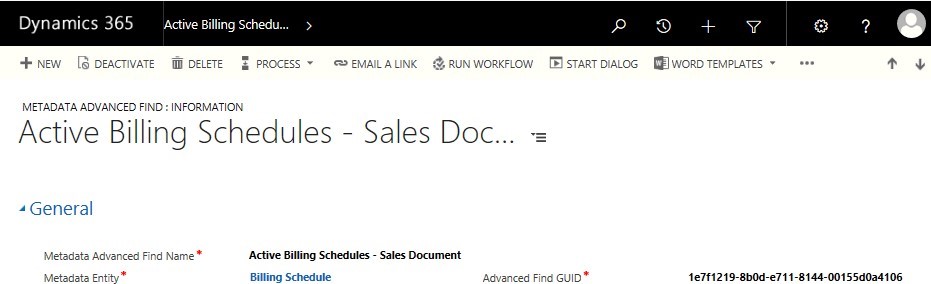 Dynamics 365 Active Billing Schedu... >
+ NEW DEACTIVATE DELETE PROCESS EMAIL A LINK RUN WORKFLOW START DIALOG WORD TEMPLATES ...
METADATA ADVANCED FIND : INFORMATION
Active Billing Schedules - Sales Doc...
General
Metadata Advanced Find Name * Active Billing Schedules - Sales Document
Metadata Entity * Billing Schedule Advanced Find GUID * 1e7f1219-8b0d-e711-8144-00155d0a4106